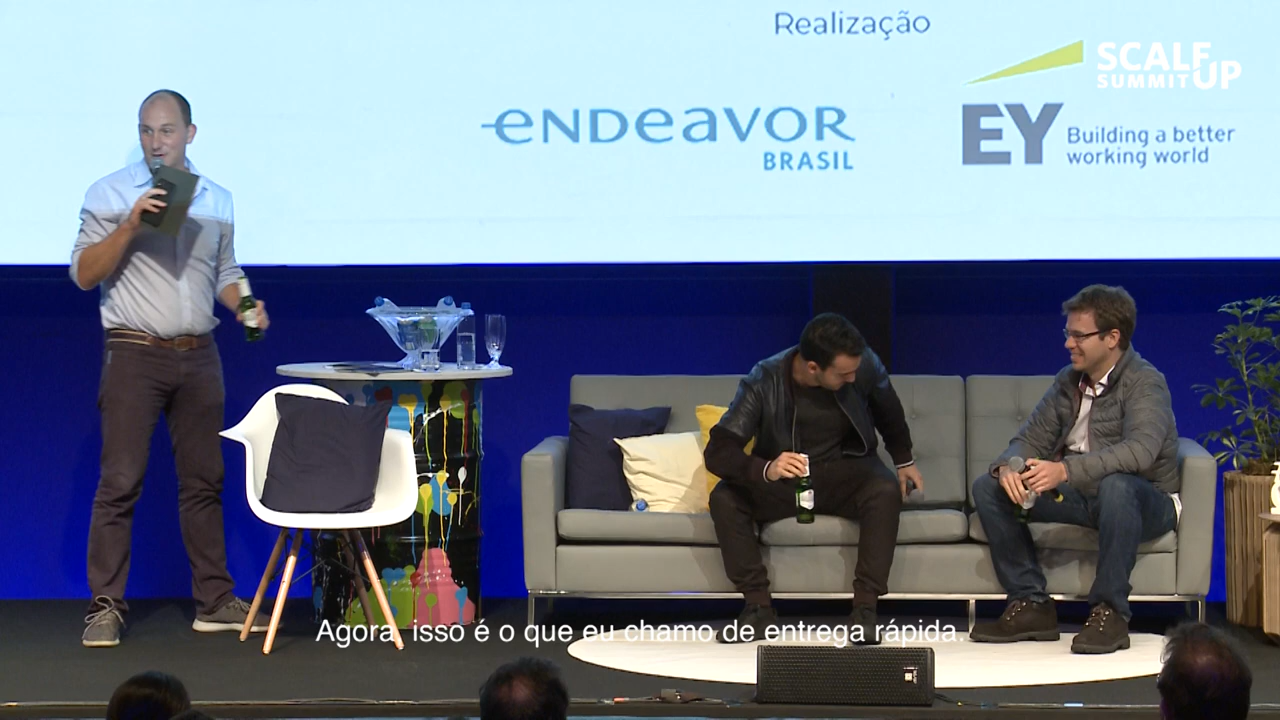 Realização
SCALE UP
SUMMIT
endeavor
BRASIL
EY
Building a better
working world
Agora, isso é o que eu chamo de entrega rápida.